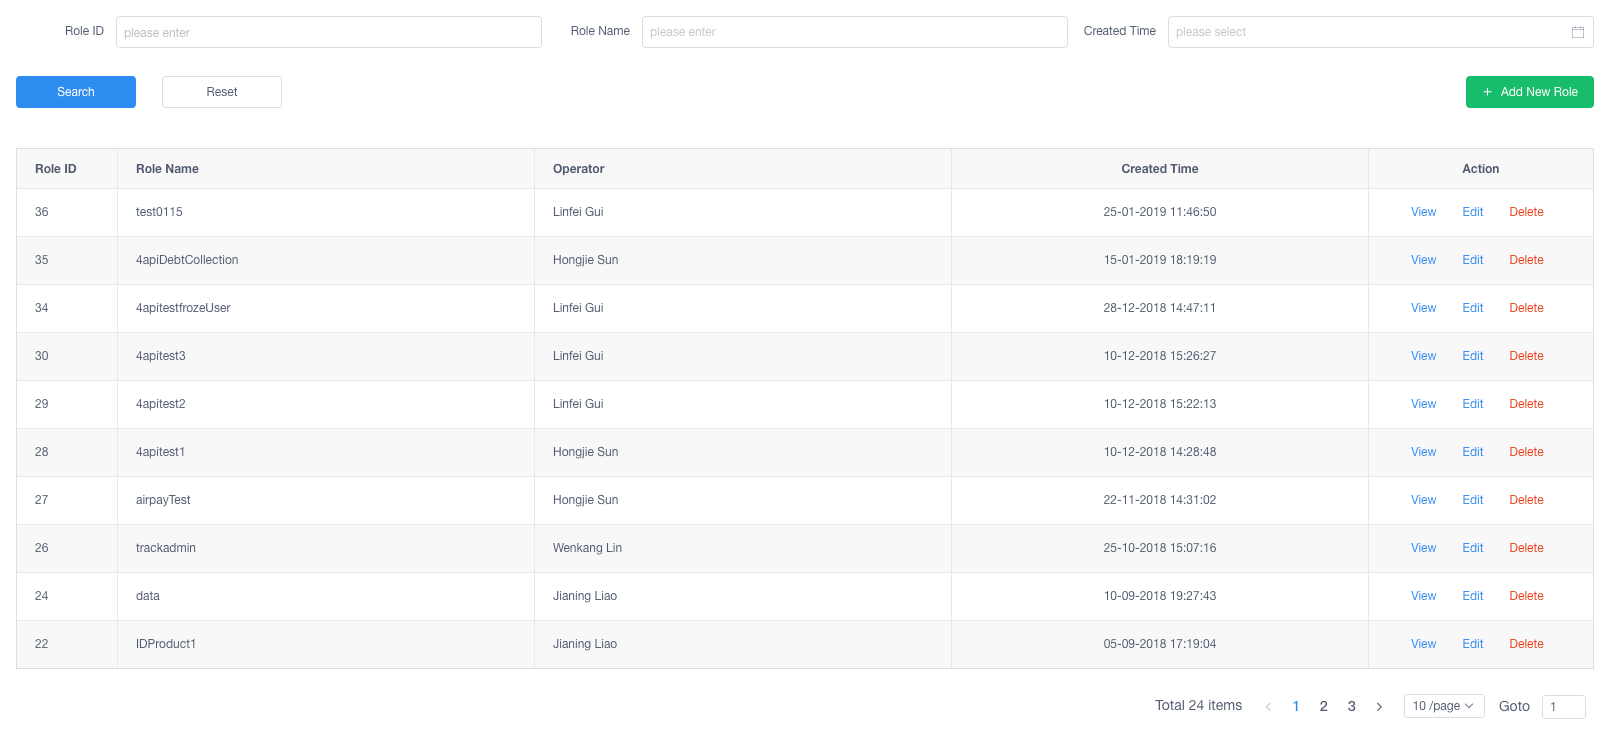 Role ID please enter Role Name please enter Created Time please select
Search Reset + Add New Role
Role ID Role Name Operator Created Time Action
36 test0115 Linfei Gui 25-01-2019 11:46:50 View Edit Delete
35 4apiDebtCollection Hongjie Sun 15-01-2019 18:19:19 View Edit Delete
34 4apitestfrozeUser Linfei Gui 28-12-2018 14:47:11 View Edit Delete
30 4apitest3 Linfei Gui 10-12-2018 15:26:27 View Edit Delete
29 4apitest2 Linfei Gui 10-12-2018 15:22:13 View Edit Delete
28 4apitest1 Hongjie Sun 10-12-2018 14:28:48 View Edit Delete
27 airpayTest Hongjie Sun 22-11-2018 14:31:02 View Edit Delete
26 trackadmin Wenkang Lin 25-10-2018 15:07:16 View Edit Delete
24 data Jianing Liao 10-09-2018 19:27:43 View Edit Delete
22 IDProduct1 Jianing Liao 05-09-2018 17:19:04 View Edit Delete
Total 24 items < 1 2 3 > 10 /page Goto 1